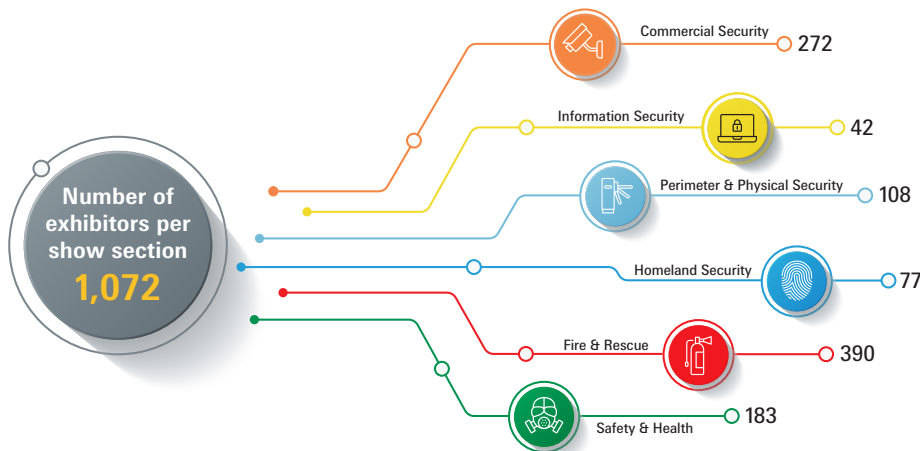 Number of
exhibitors per
show section
1,072
Commercial Security
272
Information Security
42
Perimeter & Physical Security
108
Homeland Security
77
Fire & Rescue
390
Safety & Health
183